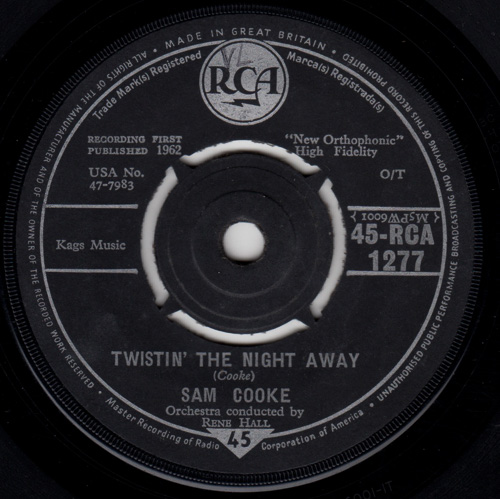 MADE IN GREAT BRITAIN
ALL RIGHTS OF THE MANUFACTURER AND OF THE OWNER OF THE RECORDED WORK RESERVED
UNAUTHORISED PUBLIC PERFORMANCE BROADCASTING AND COPYING OF THIS RECORD PROHIBITED
Trade Mark(s) Registered
Marca(s) Registrada(s)
RCA
RECORDING FIRST
PUBLISHED 1962
"New Orthophonic"
High Fidelity
USA No.
47-7983
O/T
Kags Music
45-RCA
1277
TWISTIN' THE NIGHT AWAY
(Cooke)
SAM COOKE
Orchestra conducted by
RENE HALL
45
Master Recording of Radio Corporation of America